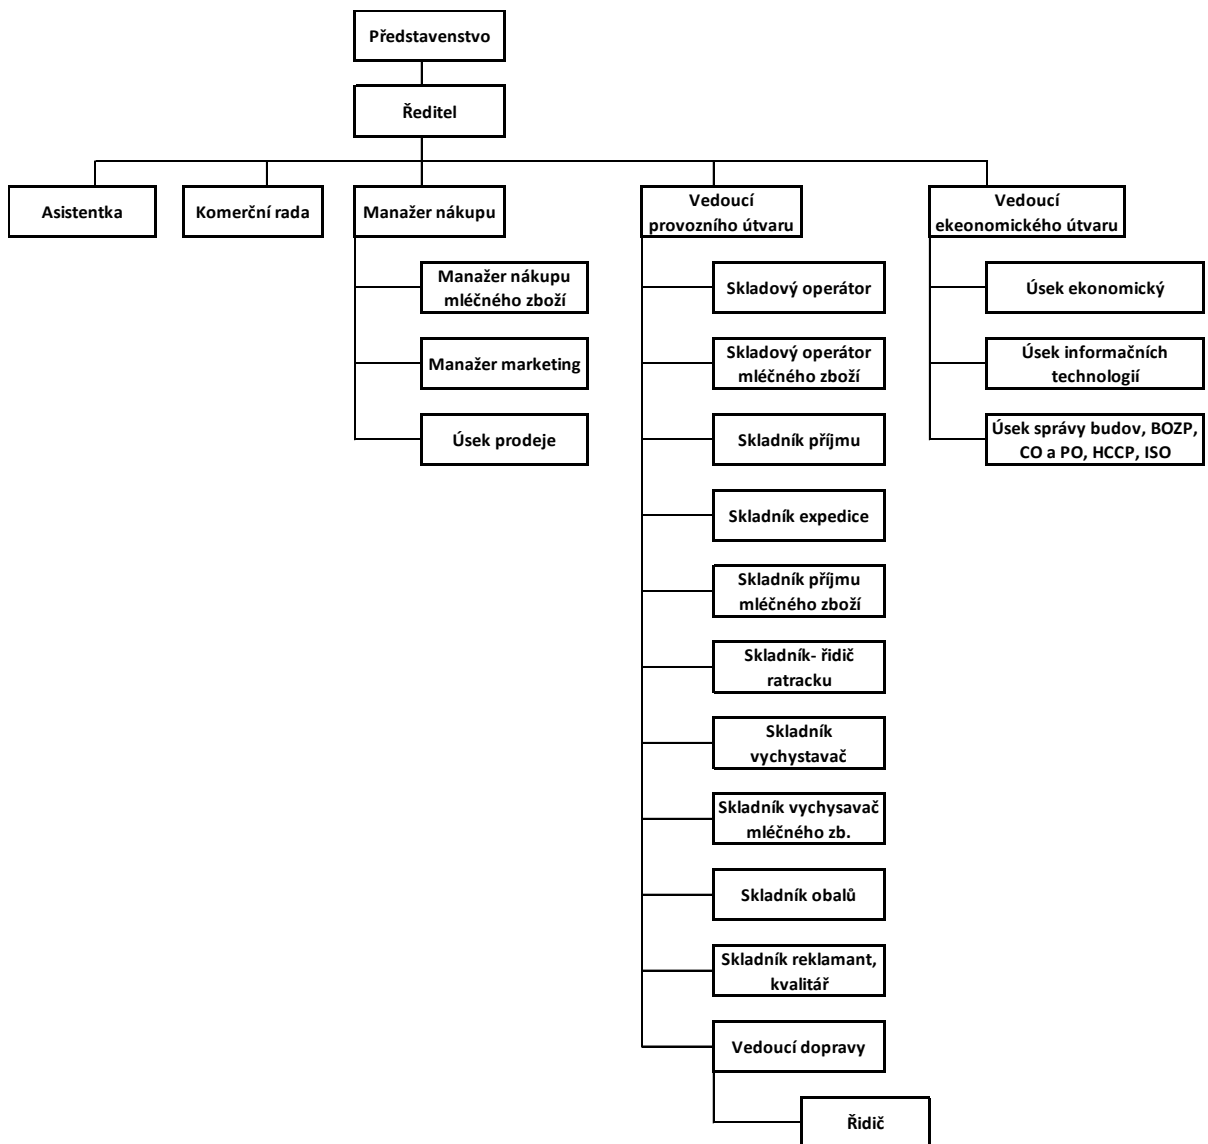 Představenstvo
Ředitel
Asistentka
Komerční rada
Manažer nákupu
Vedoucí
provozního útvaru
Vedoucí
ekeonomického útvaru
Manažer nákupu
mléčného zboží
Manažer marketing
Úsek prodeje
Skladový operátor
Skladový operátor
mléčného zboží
Skladník příjmu
Skladník expedice
Skladník příjmu
mléčného zboží
Skladník- řidič
ratracku
Skladník
vychystavač
Skladník vychysavač
mléčného zb.
Skladník obalů
Skladník reklamant,
kvalitář
Vedoucí dopravy
Řidič
Úsek ekonomický
Úsek informačních
technologií
Úsek správy budov, BOZP,
CO a PO, HCCP, ISO